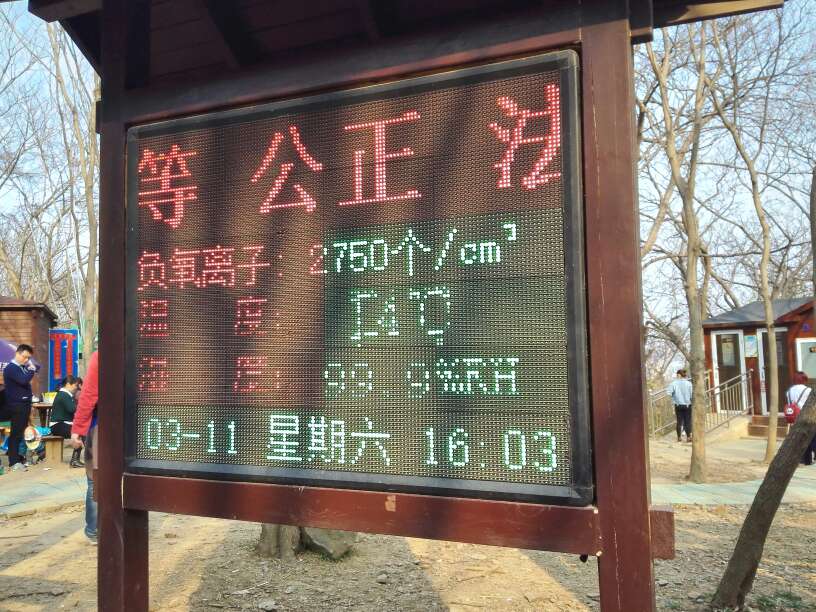 等 公正 法
负氧离子：2750个/cm³
温 度： ℃
湿 度：99.9%RH
03-11 星期六 16:03